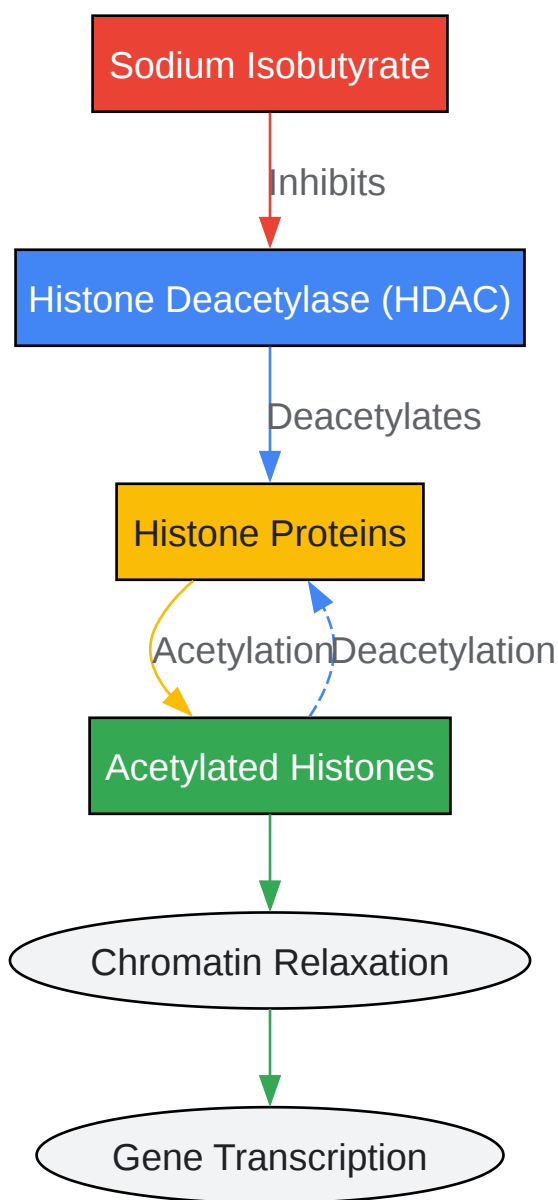 Sodium Isobutyrate
Inhibits
Histone Deacetylase (HDAC)
Deacetylates
Histone Proteins
Acetylation
Deacetylation
Acetylated Histones
Chromatin Relaxation
Gene Transcription